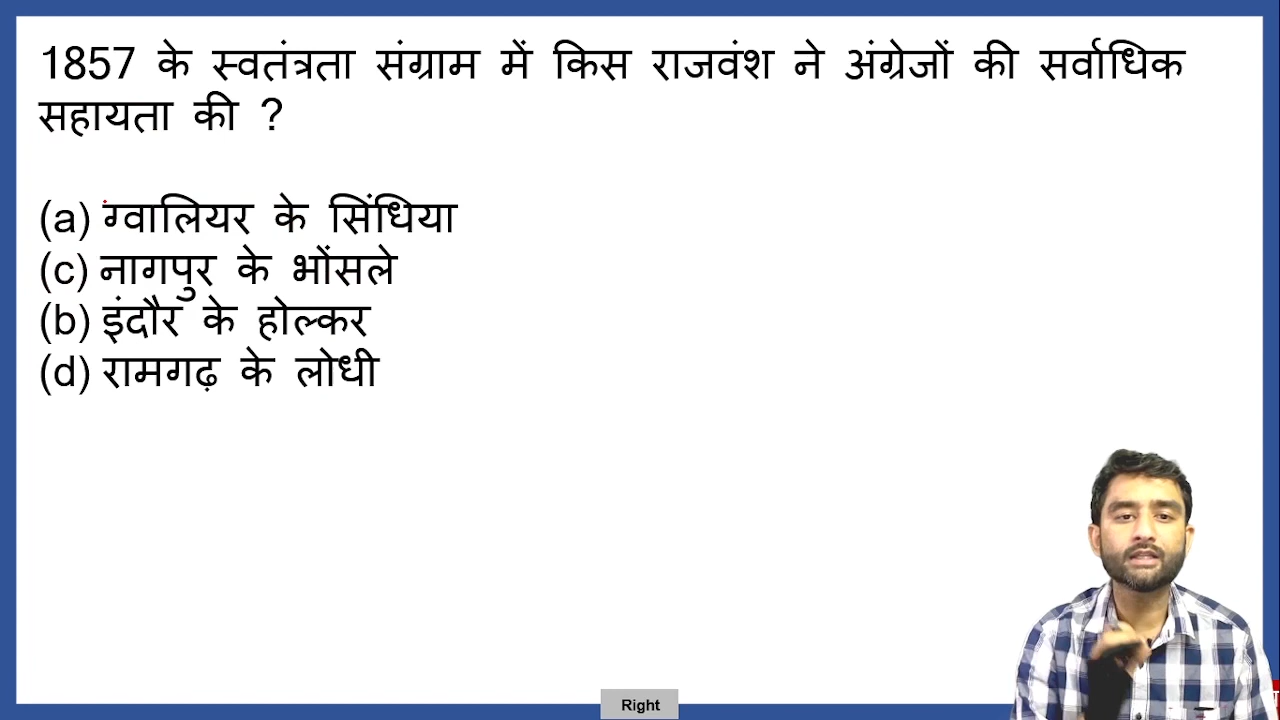 1857 के स्वतंत्रता संग्राम में किस राजवंश ने अंग्रेजों की सर्वाधिक
सहायता की ?
(a) ग्वालियर के सिंधिया
(c) नागपुर के भोंसले
(b) इंदौर के होल्कर
(d) रामगढ़ के लोधी
Right